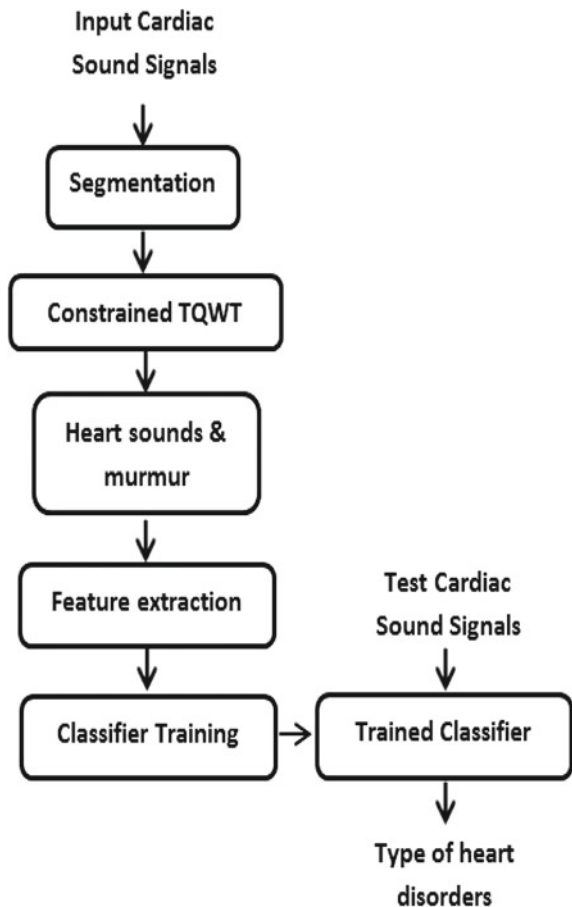 Input Cardiac
Sound Signals
Segmentation
Constrained TQWT
Heart sounds &
murmur
Feature extraction
Classifier Training
Test Cardiac
Sound Signals
Trained Classifier
Type of heart
disorders